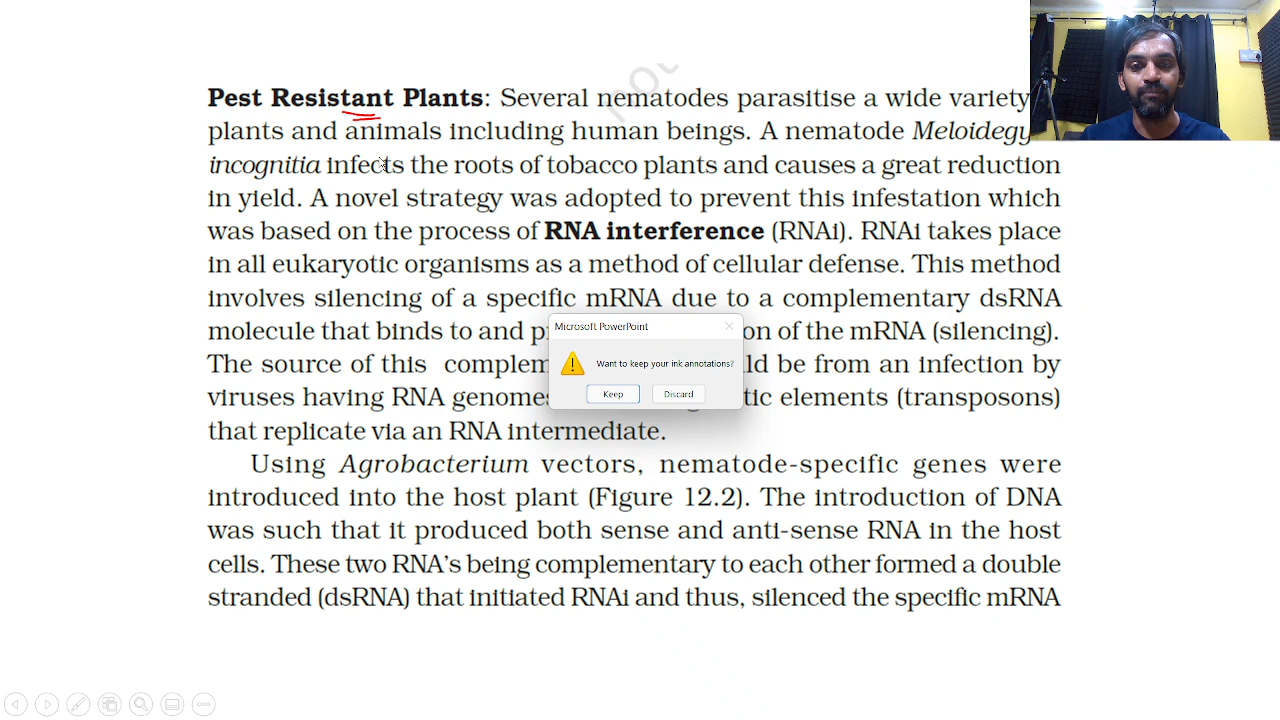 not
Pest Resistant Plants: Several nematodes parasitise a wide variety
plants and animals including human beings. A nematode Meloidegy
incognitia infects the roots of tobacco plants and causes a great reduction
in yield. A novel strategy was adopted to prevent this infestation which
was based on the process of RNA interference (RNAi). RNAi takes place
in all eukaryotic organisms as a method of cellular defense. This method
involves silencing of a specific mRNA due to a complementary dsRNA
molecule that binds to and p on of the mRNA (silencing).
The source of this complem ld be from an infection by
viruses having RNA genomes tic elements (transposons)
that replicate via an RNA intermediate.
Microsoft PowerPoint
Want to keep your ink annotations?
Keep Discard
Using Agrobacterium vectors, nematode-specific genes were
introduced into the host plant (Figure 12.2). The introduction of DNA
was such that it produced both sense and anti-sense RNA in the host
cells. These two RNA's being complementary to each other formed a double
stranded (dsRNA) that initiated RNAi and thus, silenced the specific mRNA